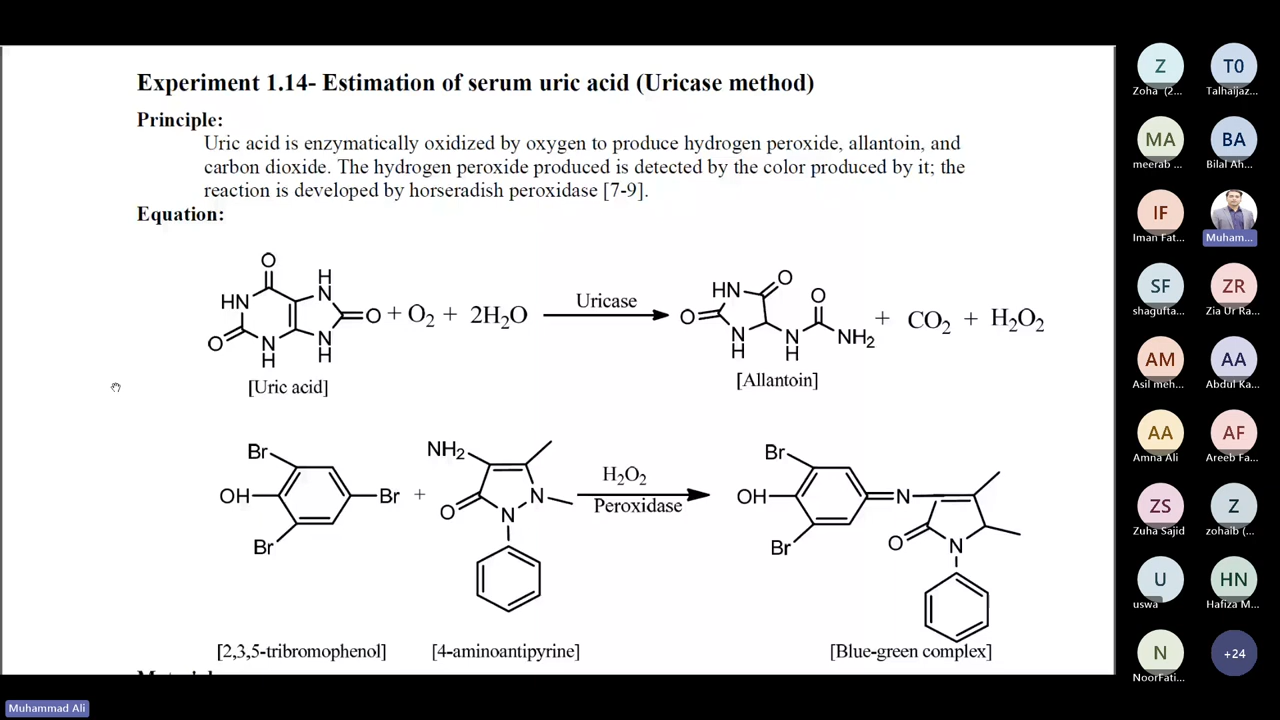 Experiment 1.14- Estimation of serum uric acid (Uricase method)
Principle:
Uric acid is enzymatically oxidized by oxygen to produce hydrogen peroxide, allantoin, and
carbon dioxide. The hydrogen peroxide produced is detected by the color produced by it; the
reaction is developed by horseradish peroxidase [7-9].
Equation:
O
H
N
HN
O
N
H
N
H
O + O2 + 2H2O
Uricase
HN
O
O
N
H
N
H
O
NH2
+ CO2 + H2O2
[Uric acid]
[Allantoin]
Br
OH
Br
Br
+
NH2
O
N
N
H2O2
Peroxidase
Br
OH
Br
N
O
N
[2,3,5-tribromophenol]
[4-aminoantipyrine]
[Blue-green complex]
Z
Zoha (2...
T0
Talhaijaz...
MA
meerab ...
BA
Bilal Ah...
IF
Iman Fat...
Muham...
SF
shagufta...
ZR
Zia Ur Ra...
AM
Asil meh...
AA
Abdul Ka...
AA
Amna Ali
AF
Areeb Fa...
ZS
Zuha Sajid
Z
zohaib (...
U
uswa
HN
Hafiza M...
N
NoorFati...
+24
Muhammad Ali